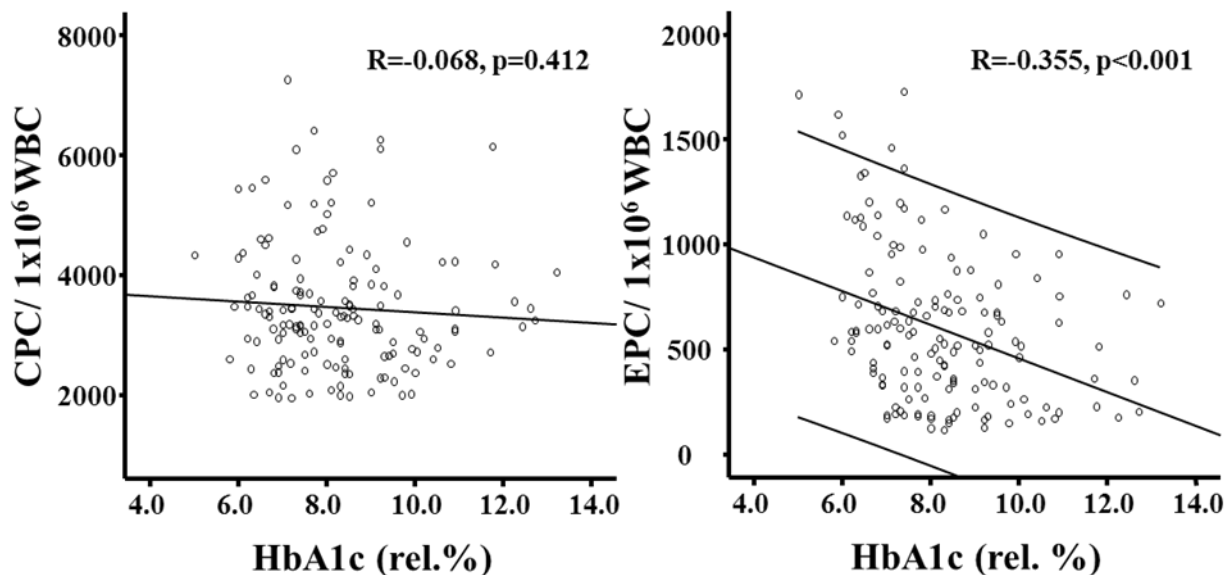 R=-0.068, p=0.412
CPC/ 1x10⁶ WBC
8000
6000
4000
2000
4.0 6.0 8.0 10.0 12.0 14.0
HbA1c (rel.%)
R=-0.355, p<0.001
EPC/ 1x10⁶ WBC
2000
1500
1000
500
0
4.0 6.0 8.0 10.0 12.0 14.0
HbA1c (rel. %)